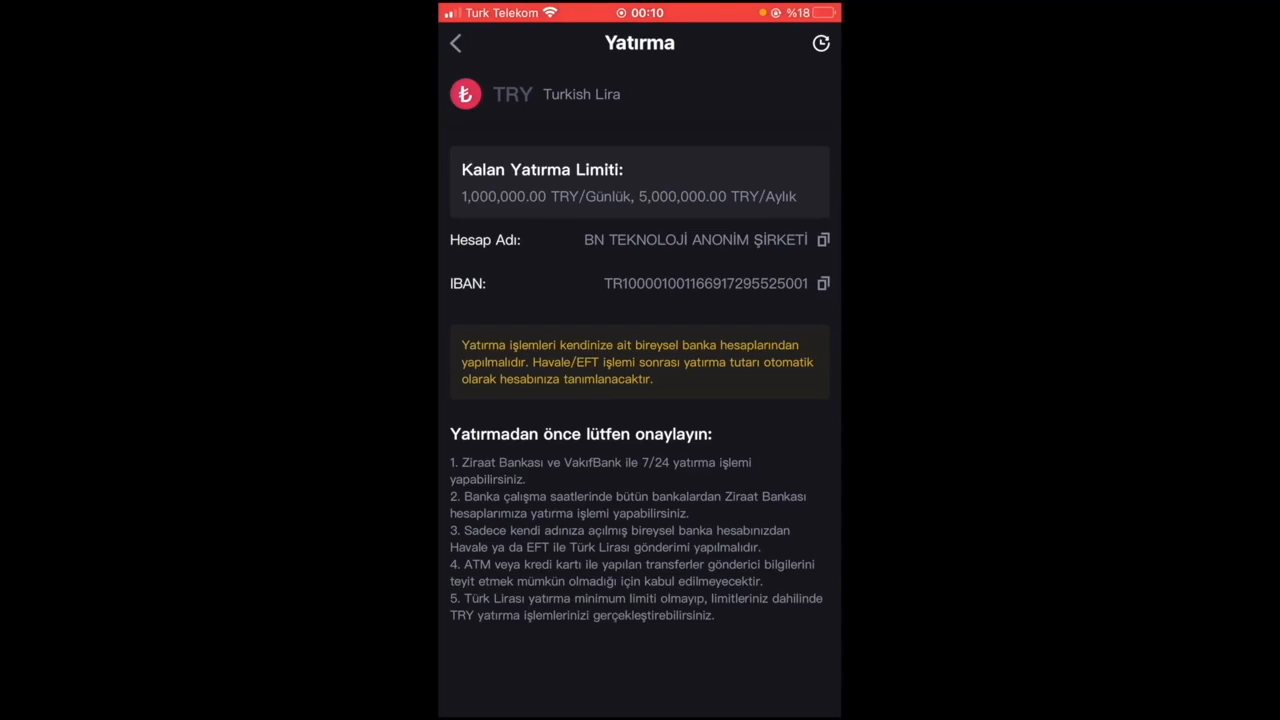 Turk Telekom 00:10 %18
Yatırma
TRY Turkish Lira
Kalan Yatırma Limiti:
1,000,000.00 TRY/Günlük, 5,000,000.00 TRY/Aylık
Hesap Adı: BN TEKNOLOJİ ANONİM ŞİRKETİ
IBAN: TR100001001166917295525001
Yatırma işlemleri kendinize ait bireysel banka hesaplarından
yapılmalıdır. Havale/EFT işlemi sonrası yatırma tutarı otomatik
olarak hesabınıza tanımlanacaktır.
Yatırmadan önce lütfen onaylayın:
1. Ziraat Bankası ve VakıfBank ile 7/24 yatırma işlemi
yapabilirsiniz.
2. Banka çalışma saatlerinde bütün bankalardan Ziraat Bankası
hesaplarımıza yatırma işlemi yapabilirsiniz.
3. Sadece kendi adınıza açılmış bireysel banka hesabınızdan
Havale ya da EFT ile Türk Lirası gönderimi yapılmalıdır.
4. ATM veya kredi kartı ile yapılan transferler gönderici bilgilerini
teyit etmek mümkün olmadığı için kabul edilmeyecektir.
5. Türk Lirası yatırma minimum limiti olmayıp, limitleriniz dahilinde
TRY yatırma işlemlerinizi gerçekleştirebilirsiniz.